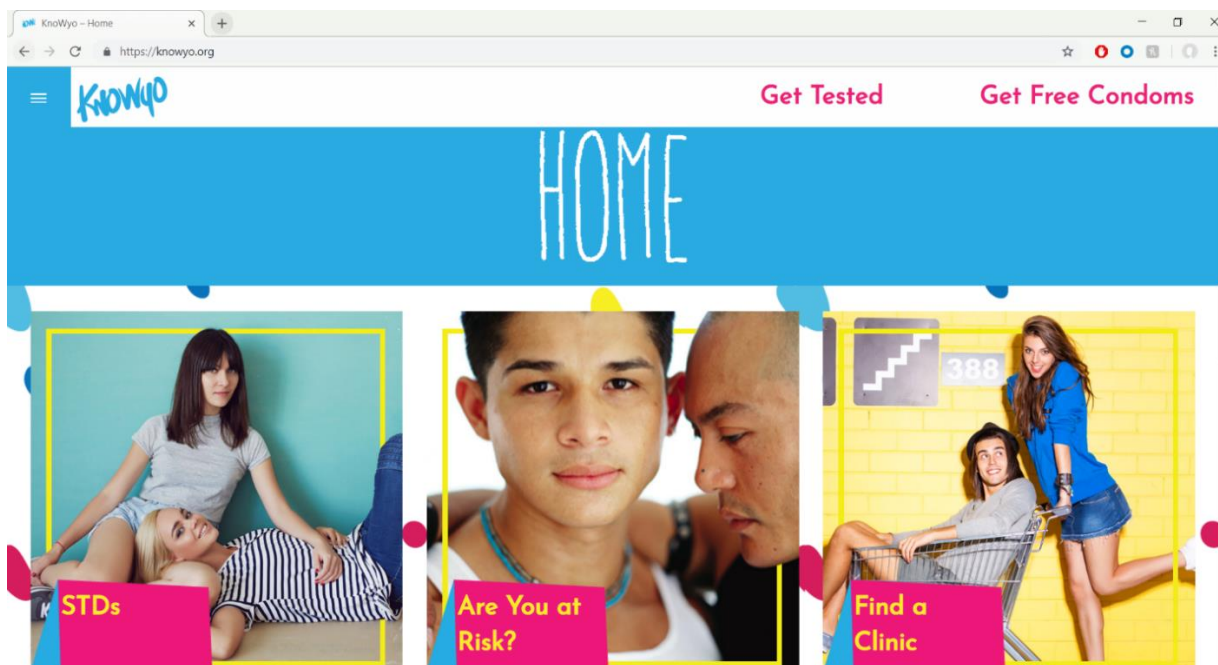 KnoWyo – Home
https://knowyo.org
KNOWYO
Get Tested
Get Free Condoms
HOME
388
STDs
Are You at
Risk?
Find a
Clinic